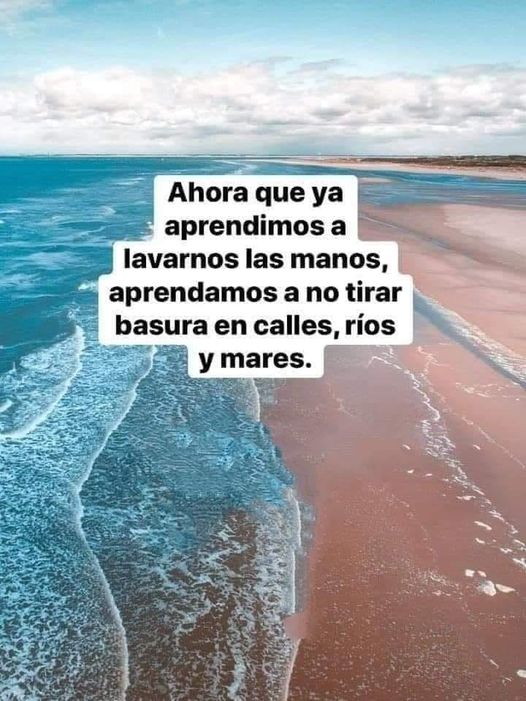 Ahora que ya
aprendimos a
lavarnos las manos,
aprendamos a no tirar
basura en calles, ríos
y mares.